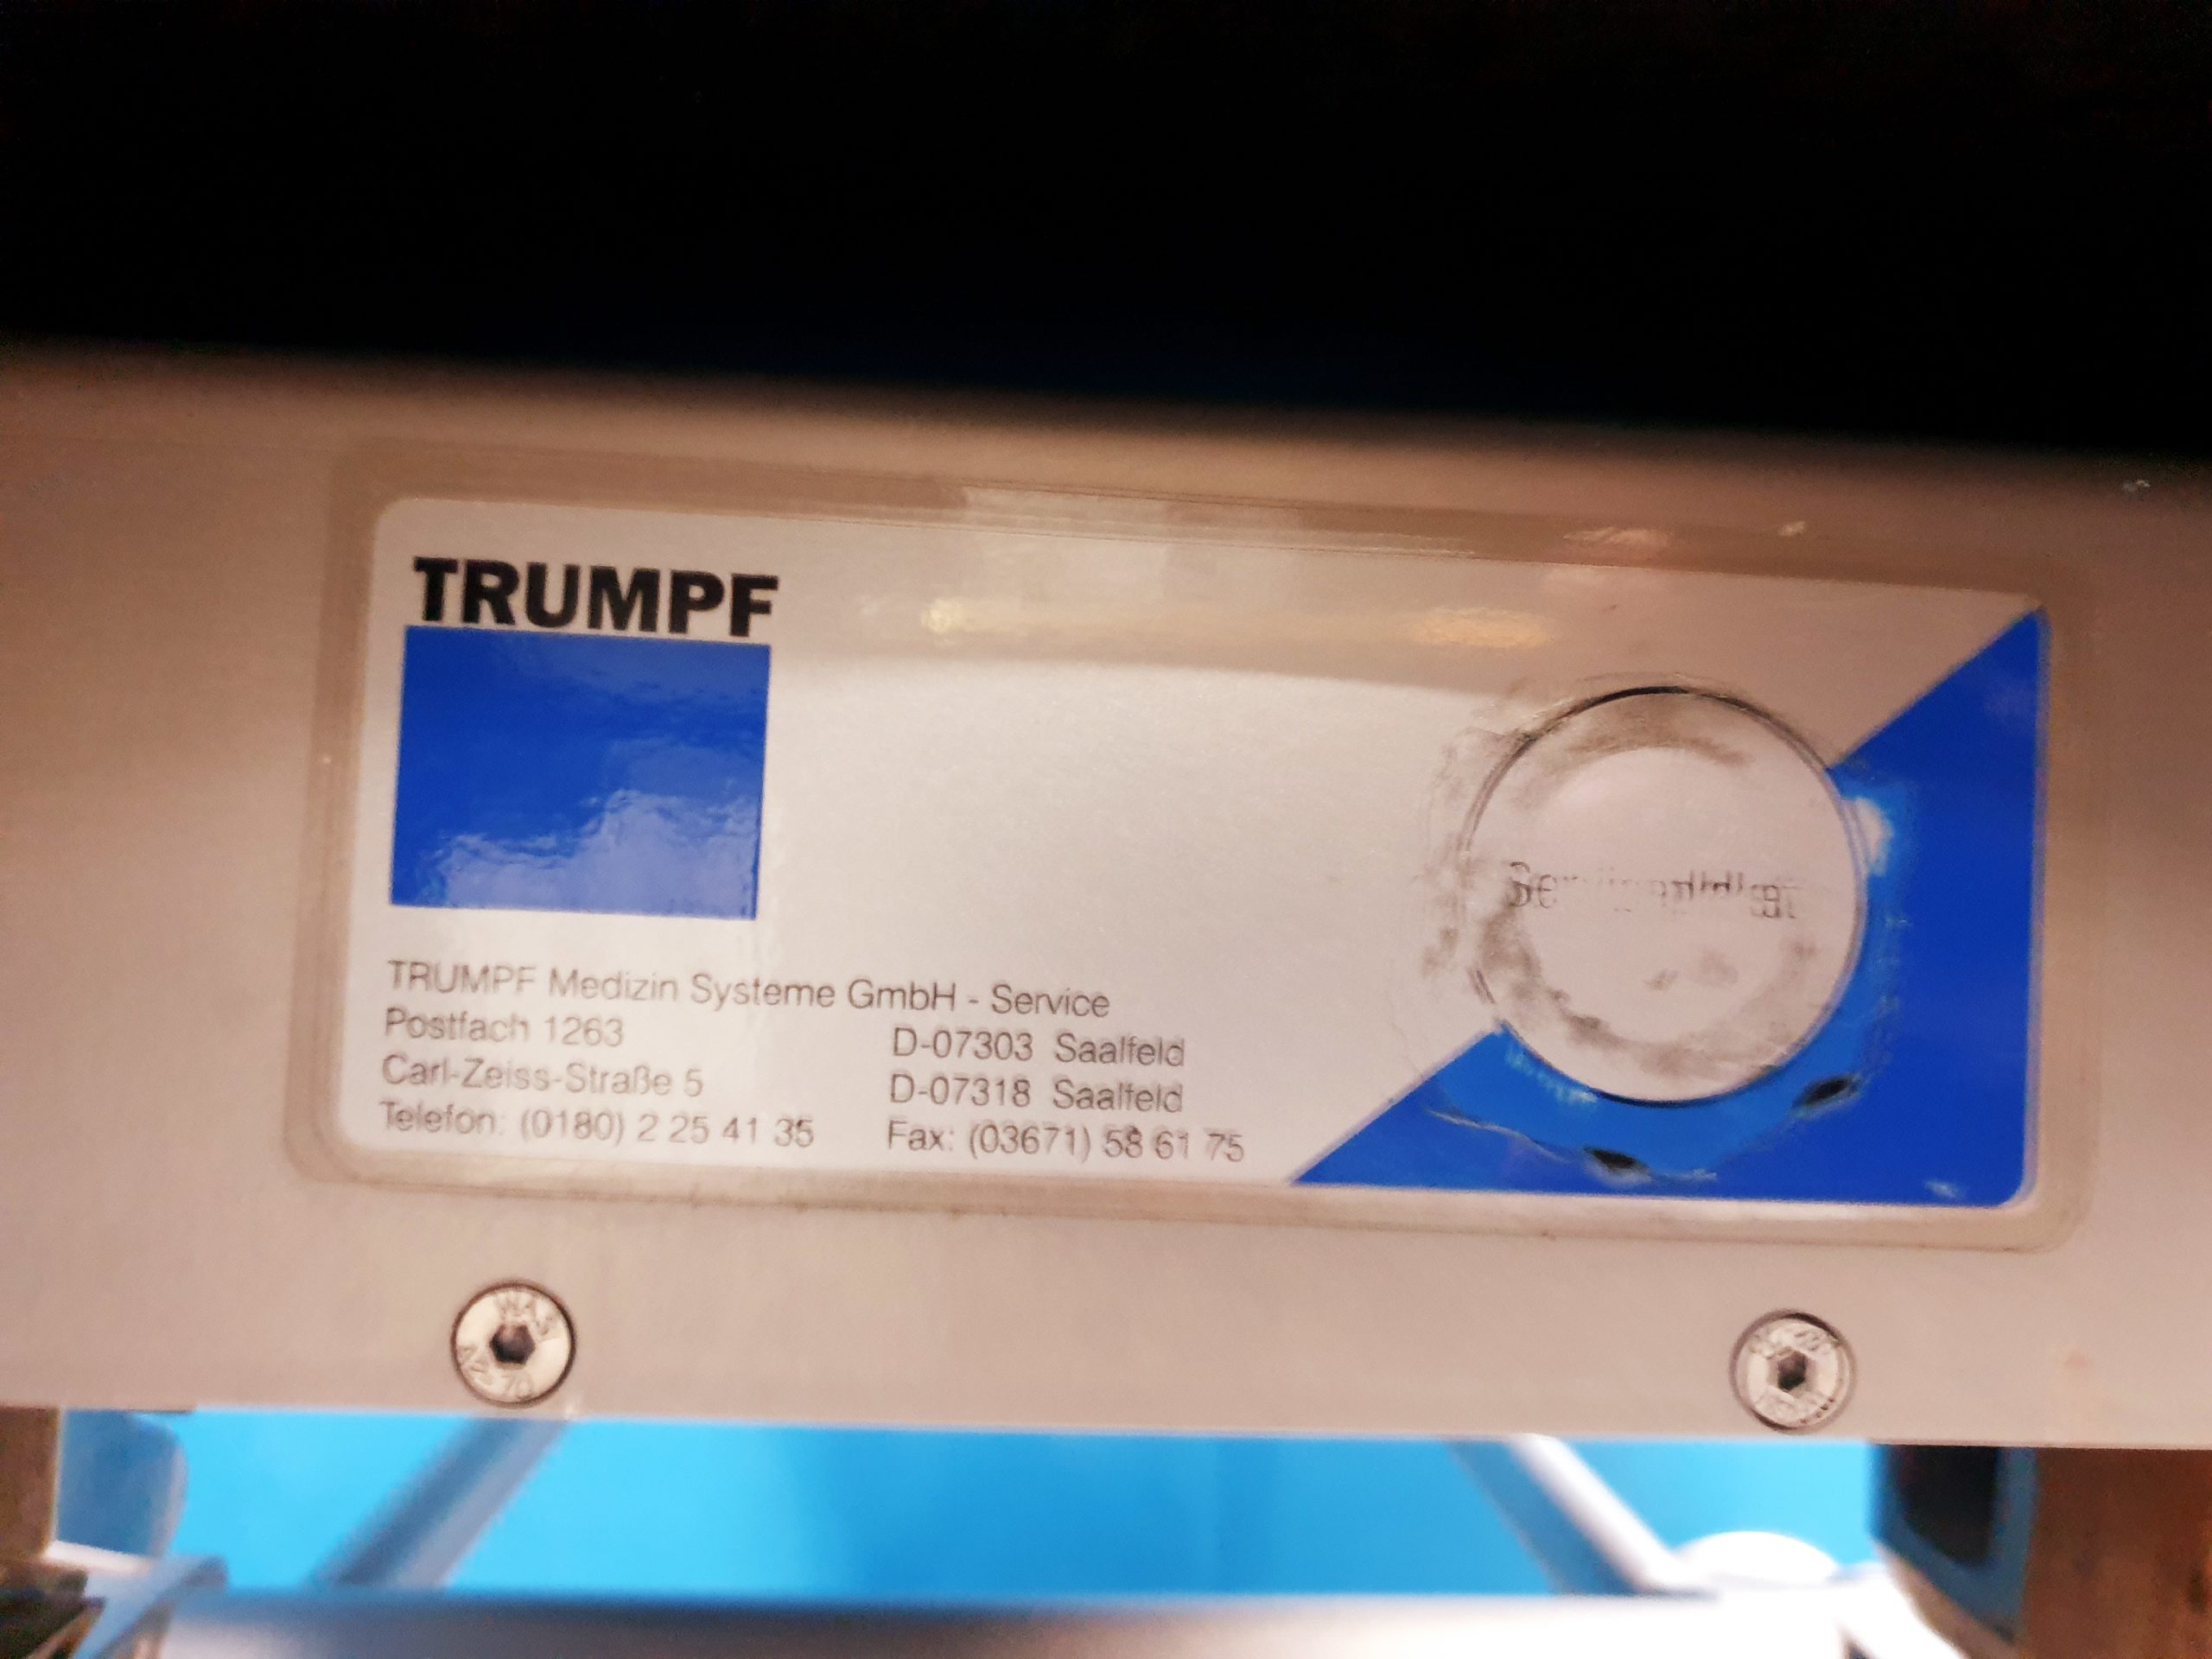 TRUMPF
TRUMPF Medizin Systeme GmbH - Service
Postfach 1263 D-07303 Saalfeld
Carl-Zeiss-Straße 5 D-07318 Saalfeld
Telefon: (0180) 2 25 41 35 Fax: (03671) 58 61 75